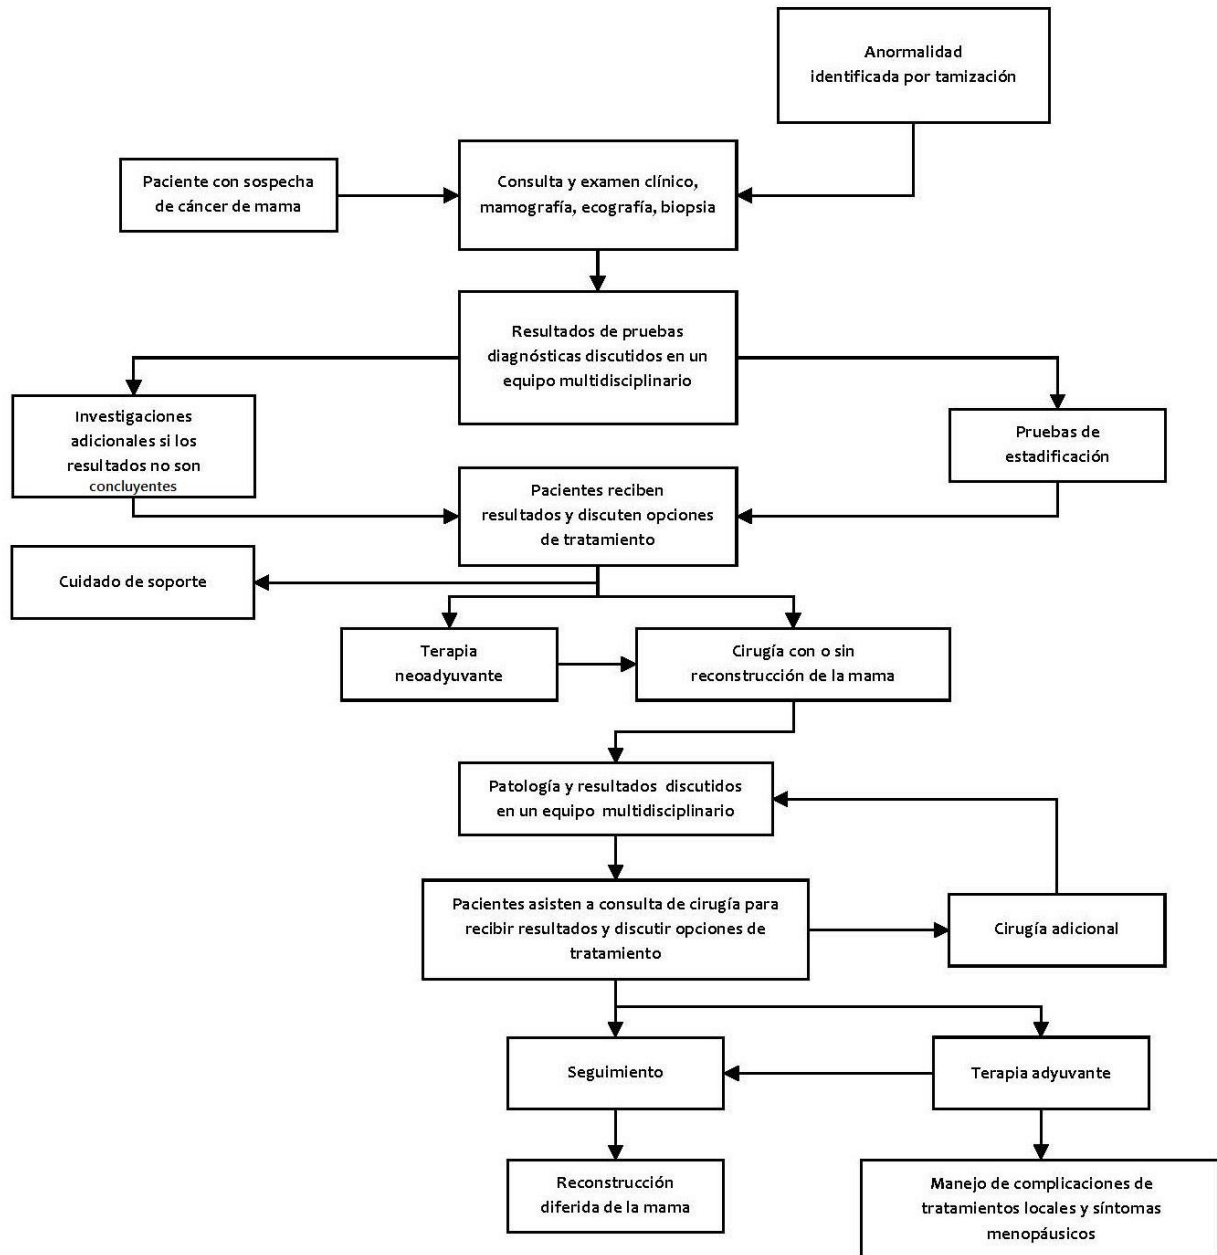 Anormalidad
identificada por tamización
Paciente con sospecha
de cáncer de mama
Consulta y examen clínico,
mamografía, ecografía, biopsia
Resultados de pruebas
diagnósticas discutidos en un
equipo multidisciplinario
Investigaciones
adicionales si los
resultados no son
concluyentes
Pruebas de
estadificación
Pacientes reciben
resultados y discuten opciones
de tratamiento
Cuidado de soporte
Terapia
neoadyuvante
Cirugía con o sin
reconstrucción de la mama
Patología y resultados discutidos
en un equipo multidisciplinario
Pacientes asisten a consulta de cirugía para
recibir resultados y discutir opciones de
tratamiento
Cirugía adicional
Seguimiento
Terapia adyuvante
Reconstrucción
diferida de la mama
Manejo de complicaciones de
tratamientos locales y síntomas
menopáusicos